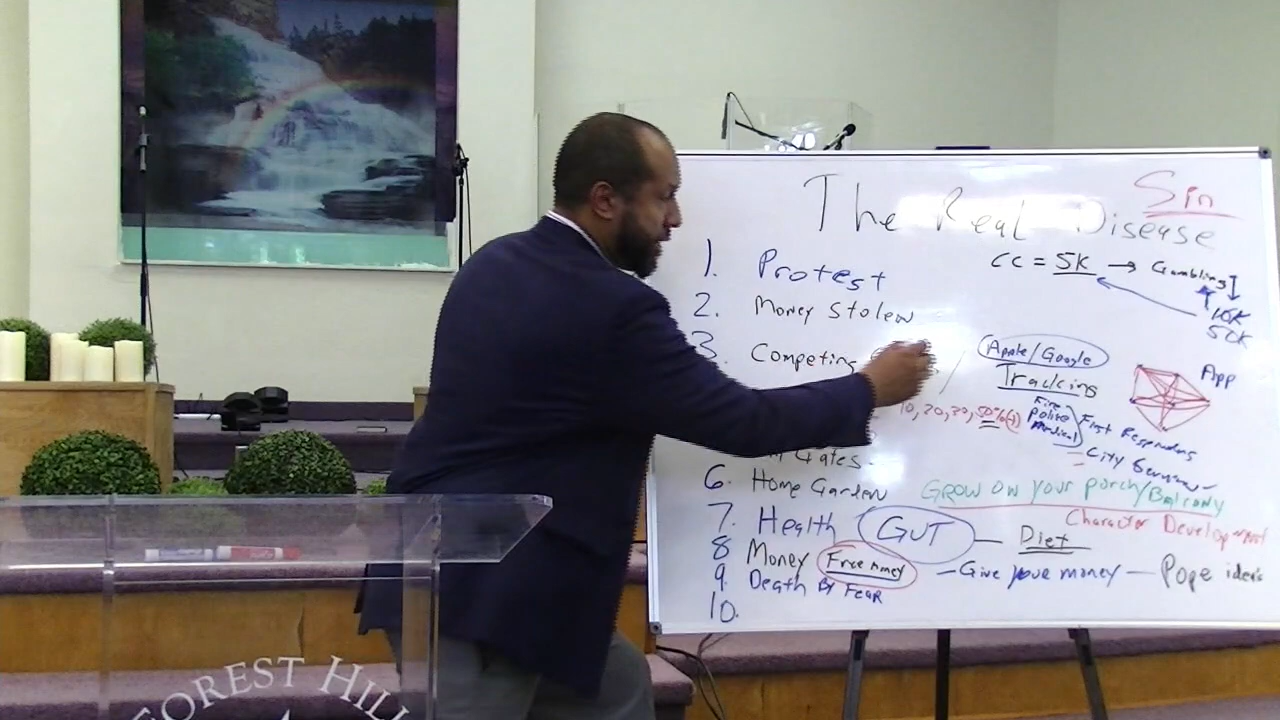 Sin
The Real Disease
1. Protest
CC = 5K → Gambling
10K
50K
2. Money Stolen
3. Competing
Apple/Google
Tracking
App
10, 20, 30, 50%
Fire
Police
Medical
First Responders
- City
Gates
6. Home Garden GROW ON YOUR PORCH/BALCONY
7. Health GUT - Diet
Character Development
8 Money Free money - Give your money - Pope
9. Death By Fear
10.
FOREST HILL